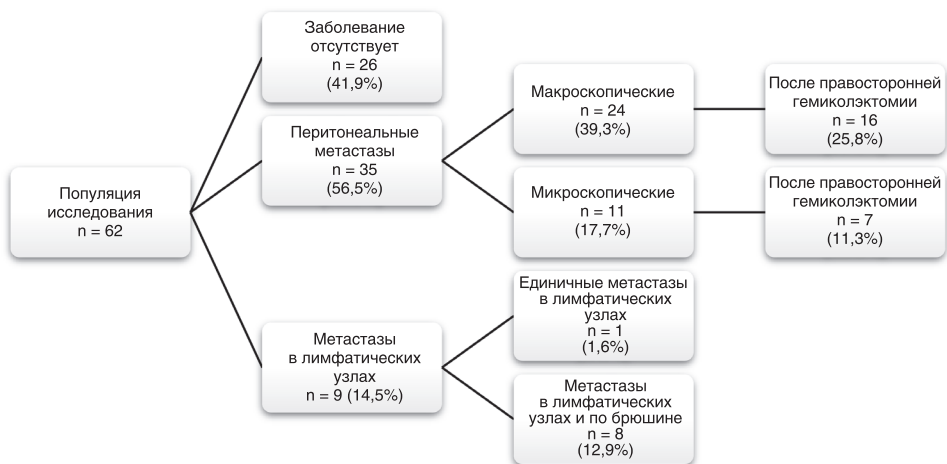 Популяция
исследования
n = 62
Заболевание
отсутствует
n = 26
(41,9%)
Перитонеальные
метастазы
n = 35
(56,5%)
Метастазы
в лимфатических
узлах
n = 9 (14,5%)
Макроскопические
n = 24
(39,3%)
Микроскопические
n = 11
(17,7%)
Единичные метастазы
в лимфатических
узлах
n = 1
(1,6%)
Метастазы
в лимфатических
узлах и по брюшине
n = 8
(12,9%)
После правосторонней
гемиколэктомии
n = 16
(25,8%)
После правосторонней
гемиколэктомии
n = 7
(11,3%)